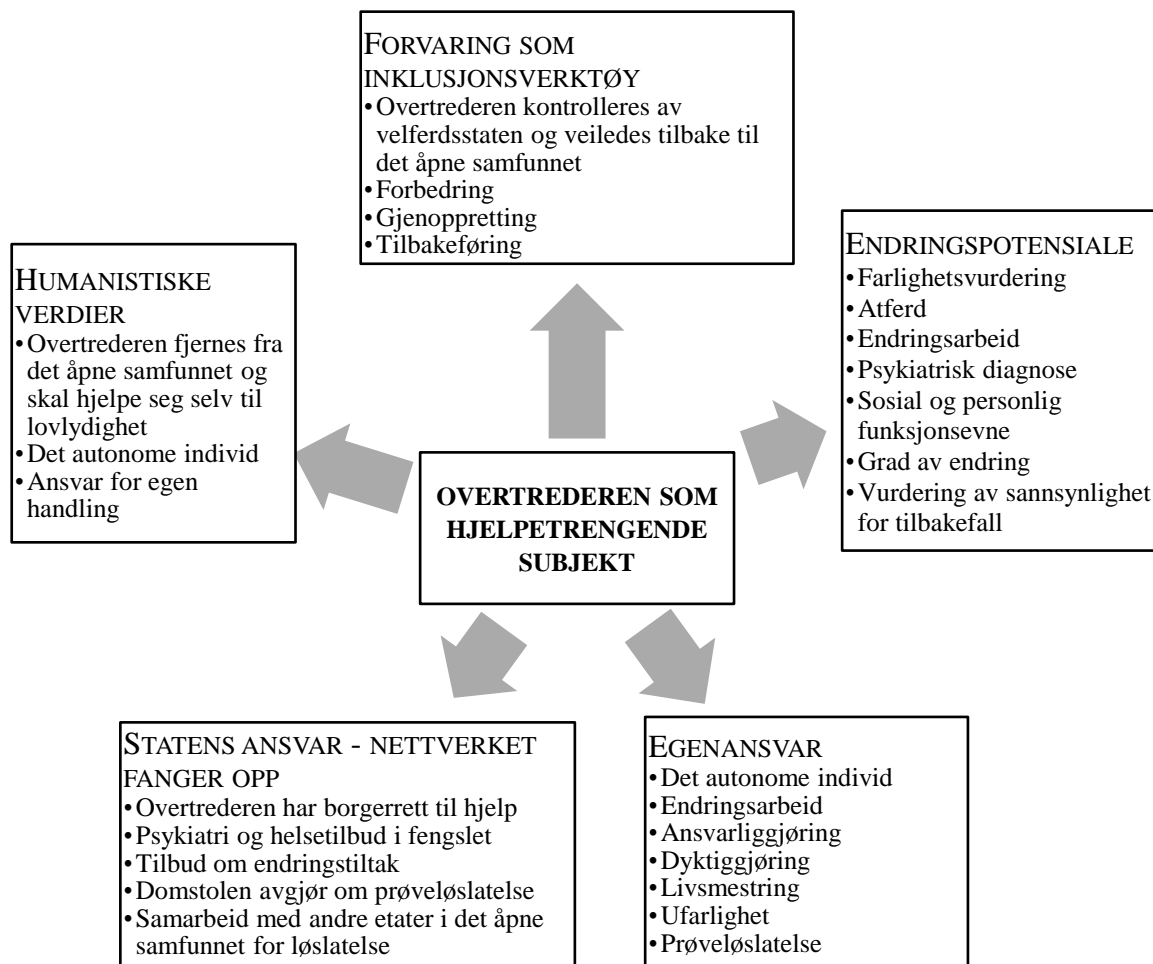 FORVARING SOM
INKLUSJONSVERKTØY
•Overtrederen kontrolleres av
velferdsstaten og veiledes tilbake til
det åpne samfunnet
•Forbedring
•Gjenoppretting
•Tilbakeføring
HUMANISTISKE
VERDIER
•Overtrederen fjernes fra
det åpne samfunnet og
skal hjelpe seg selv til
lovlydighet
•Det autonome individ
•Ansvar for egen
handling
ENDRINGSPOTENSIALE
•Farlighetsvurdering
•Atferd
•Endringsarbeid
•Psykiatrisk diagnose
•Sosial og personlig
funksjonsevne
•Grad av endring
•Vurdering av sannsynlighet
for tilbakefall
OVERTREDEREN SOM
HJELPETRENGENDE
SUBJEKT
STATENS ANSVAR - NETTVERKET
FANGER OPP
•Overtrederen har borgerrett til hjelp
•Psykiatri og helsetilbud i fengslet
•Tilbud om endringstiltak
•Domstolen avgjør om prøveløslatelse
•Samarbeid med andre etater i det åpne
samfunnet for løslatelse
EGENANSVAR
•Det autonome individ
•Endringsarbeid
•Ansvarliggjøring
•Dyktiggjøring
•Livsmestring
•Ufarlighet
•Prøveløslatelse